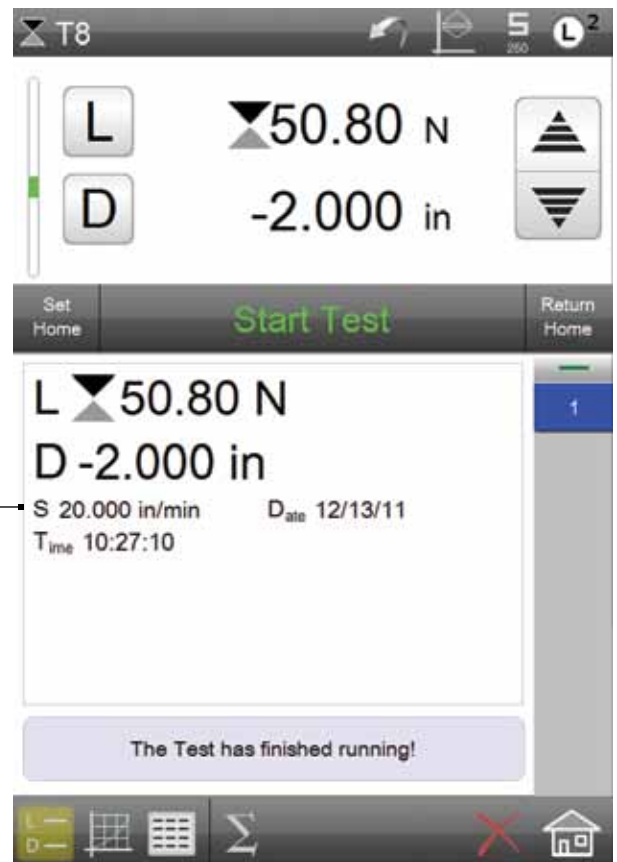 T8
S
250
L 2
L 50.80 N
D -2.000 in
Set Home
Start Test
Return Home
L 50.80 N
1
D -2.000 in
S 20.000 in/min Date 12/13/11
Time 10:27:10
The Test has finished running!
L
D
Σ